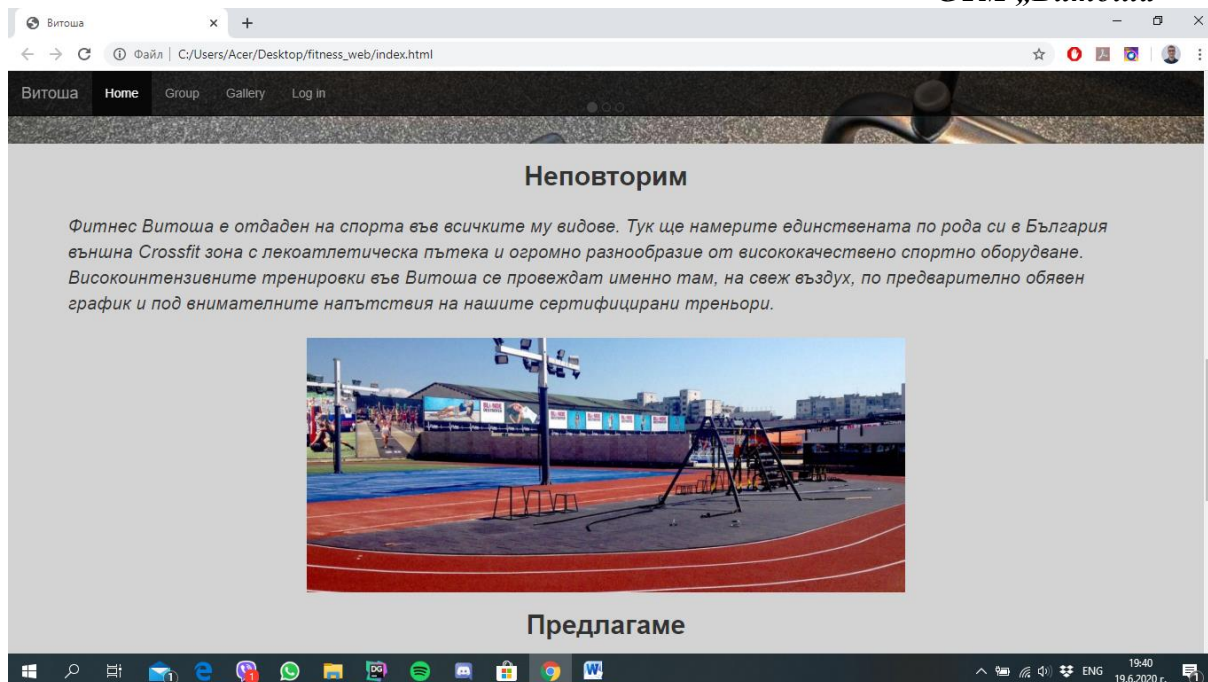 Витоша
Файл | C:/Users/Acer/Desktop/fitness_web/index.html
Витоша Home Group Gallery Log in
Неповторим
Фитнес Витоша е отдаден на спорта във всичките му видове. Тук ще намерите единствената по рода си в България
външна Crossfit зона с лекоатлетическа пътека и огромно разнообразие от висококачествено спортно оборудване.
Високоинтензивните тренировки във Витоша се провеждат именно там, на свеж въздух, по предварително обявен
график и под внимателните напътствия на нашите сертифицирани треньори.
Предлагаме
ENG
19:40
19.6.2020 г.